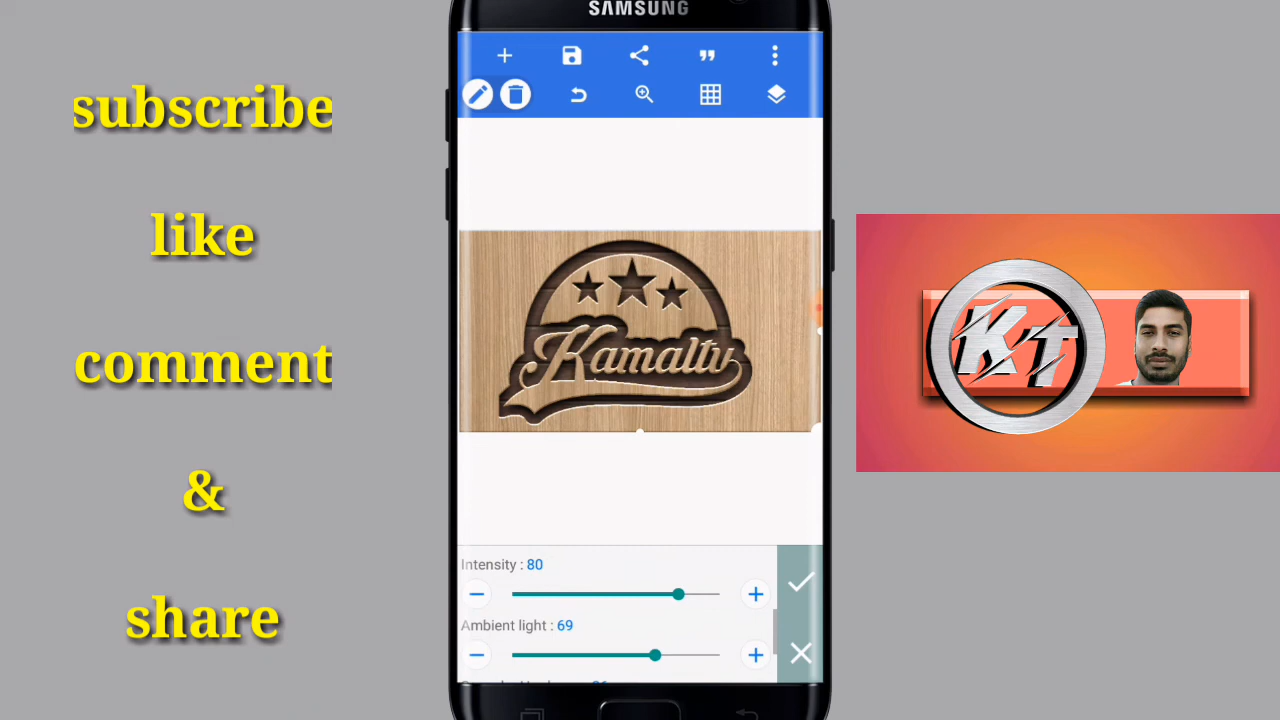 SAMSUNG
subscribe
like
comment
&
share
Kamaltv
KT
Intensity : 80
Ambient light : 69